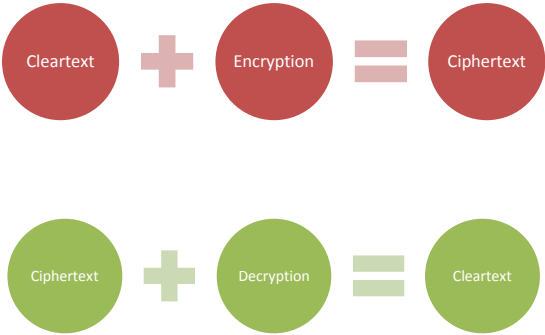 Cleartext + Encryption = Ciphertext
Ciphertext + Decryption = Cleartext